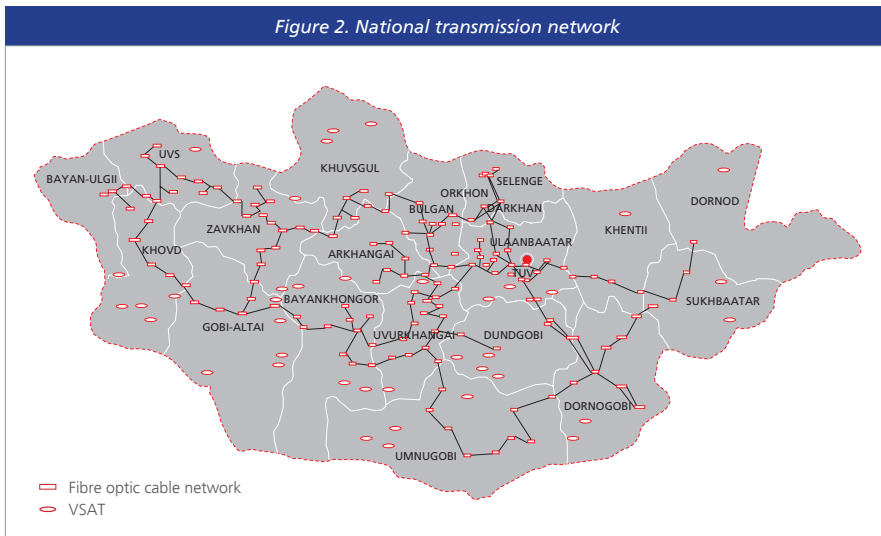 Figure 2. National transmission network
UVS
BAYAN-ULGII
KHUVSGUL
SELENGE
ORKHON
DORNOD
BULGAN
DARKHAN
ZAVKHAN
KHENTII
KHOVD
ULAANBAATAR
ARKHANGAI
TUV
BAYANKHONGOR
SUKHBAATAR
GOBI-ALTAI
UVURKHANGAI
DUNDGOBI
DORNOGOBI
UMNUGOBI
Fibre optic cable network
VSAT